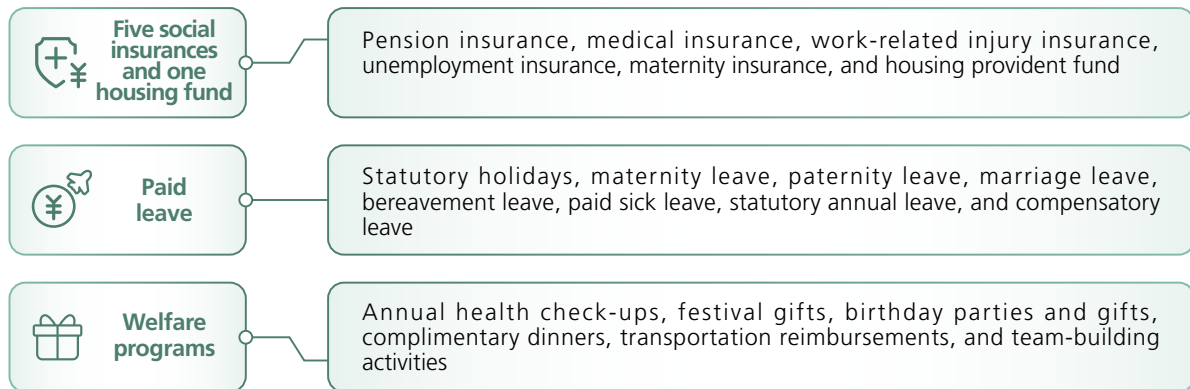 Five social
insurances
and one
housing fund
Pension insurance, medical insurance, work-related injury insurance,
unemployment insurance, maternity insurance, and housing provident fund
Paid
leave
Statutory holidays, maternity leave, paternity leave, marriage leave,
bereavement leave, paid sick leave, statutory annual leave, and compensatory
leave
Welfare
programs
Annual health check-ups, festival gifts, birthday parties and gifts,
complimentary dinners, transportation reimbursements, and team-building
activities